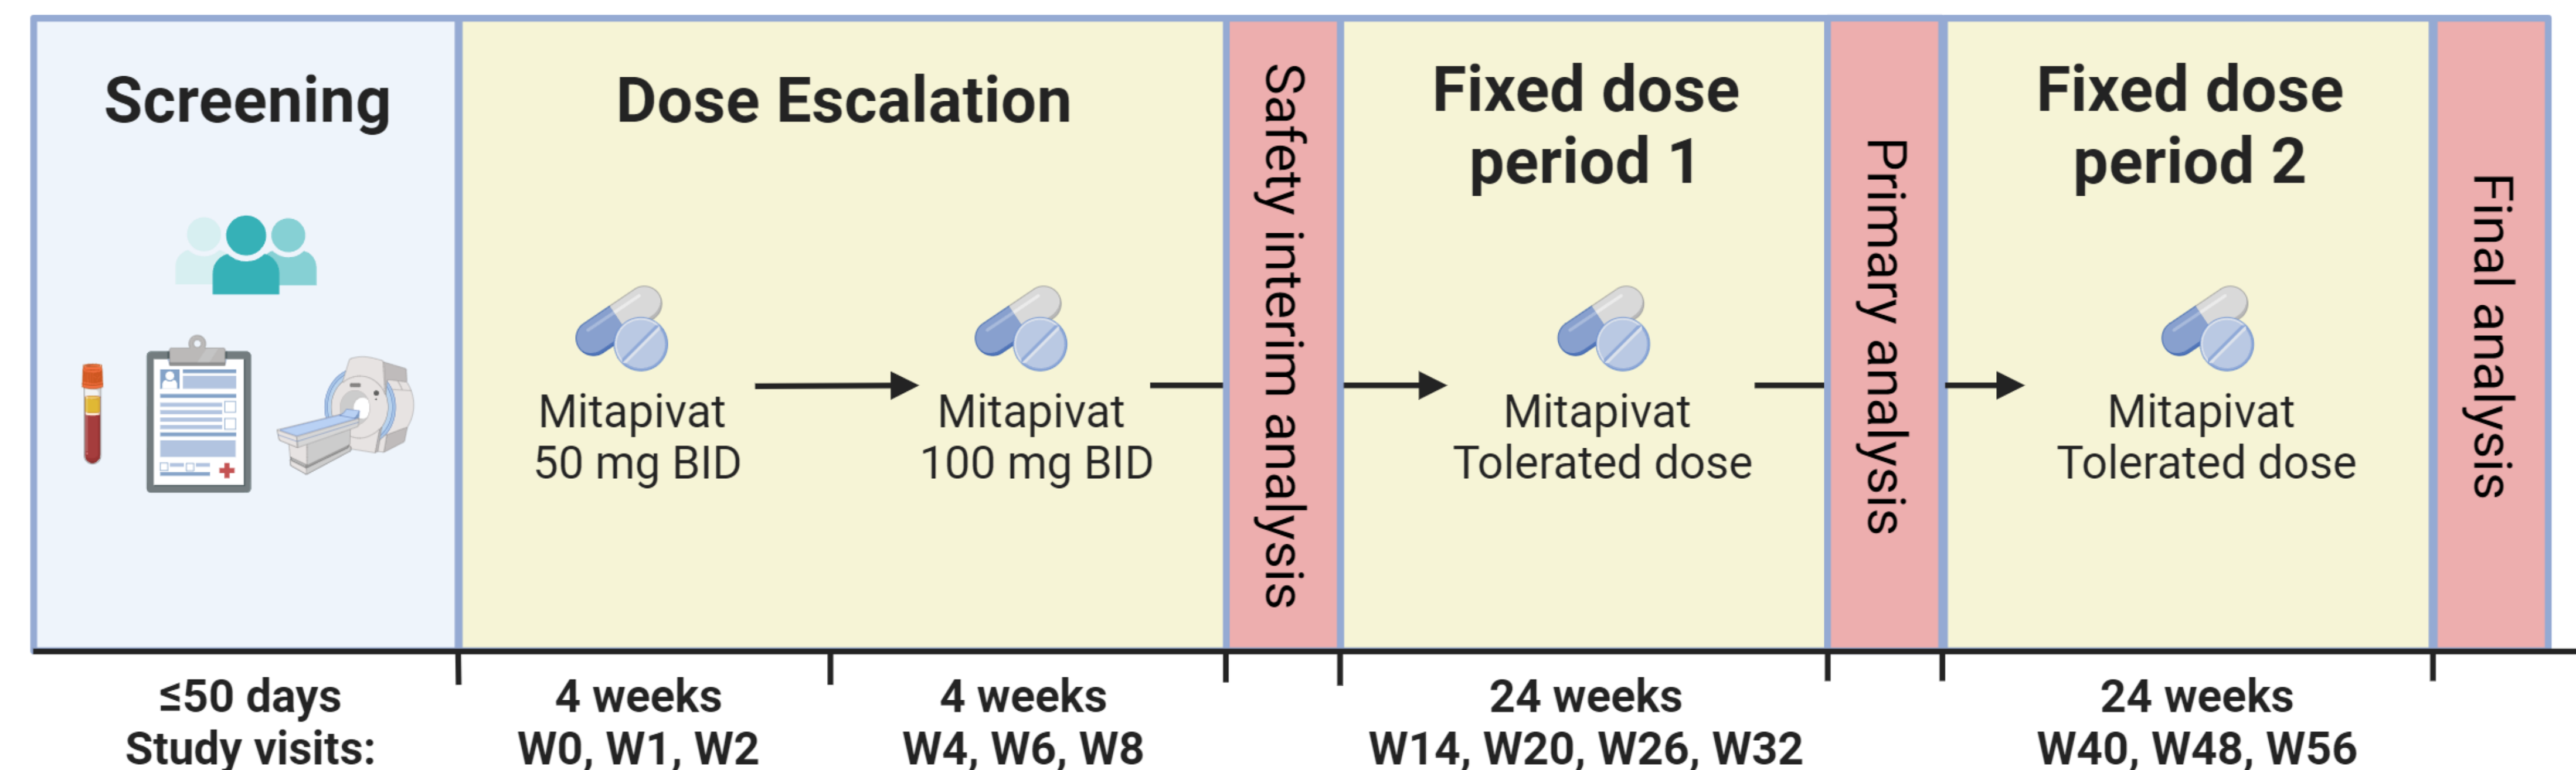 Screening
≤50 days
Study visits:
Dose Escalation
Mitapivat
50 mg BID
4 weeks
W0, W1, W2
Mitapivat
100 mg BID
4 weeks
W4, W6, W8
Safety interim analysis
Fixed dose
period 1
Mitapivat
Tolerated dose
24 weeks
W14, W20, W26, W32
Primary analysis
Fixed dose
period 2
Mitapivat
Tolerated dose
24 weeks
W40, W48, W56
Final analysis